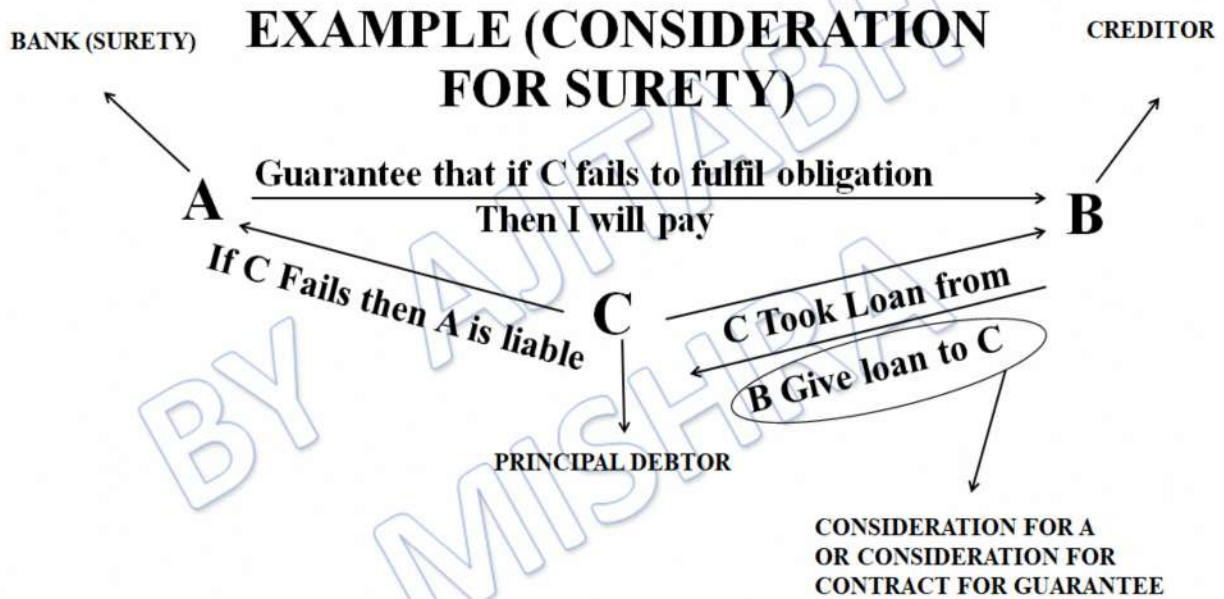 BANK (SURETY)
EXAMPLE (CONSIDERATION
FOR SURETY)
CREDITOR
Guarantee that if C fails to fulfil obligation
A
Then I will pay
B
If C Fails then A is liable
C
C Took Loan from
B Give loan to C
PRINCIPAL DEBTOR
CONSIDERATION FOR A
OR CONSIDERATION FOR
CONTRACT FOR GUARANTEE
BY AJITABH
MISHRA